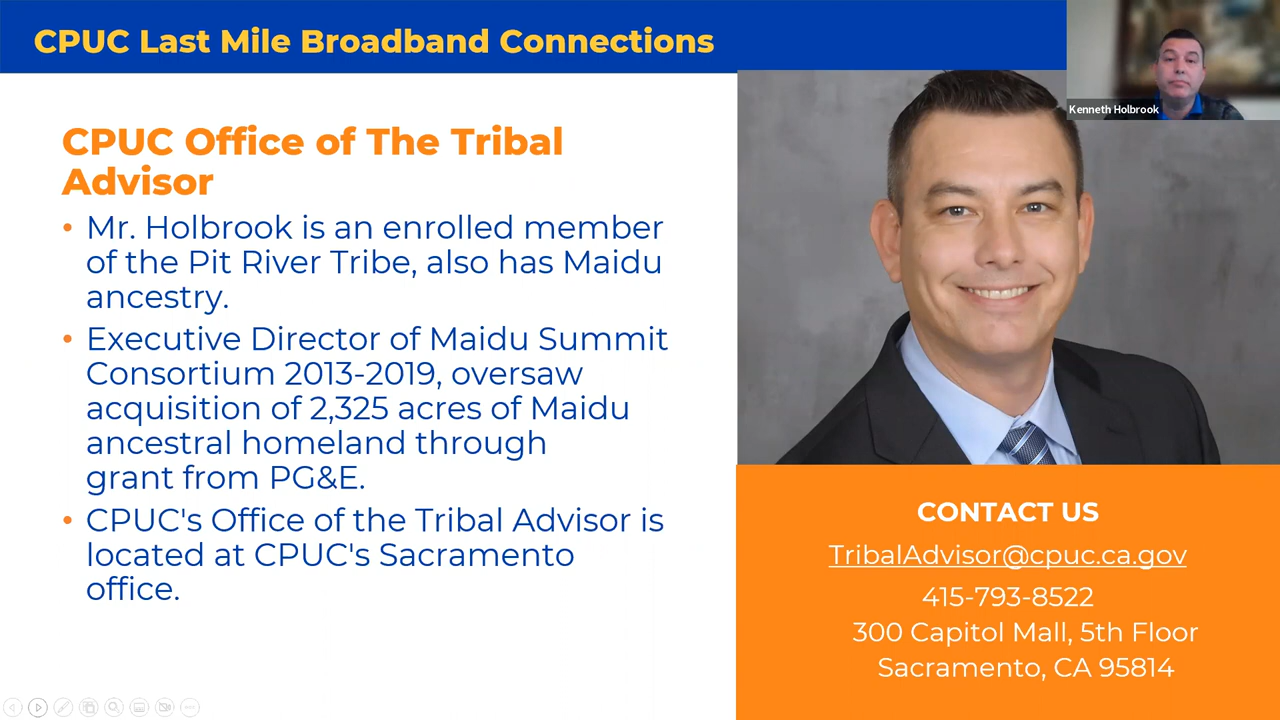 CPUC Last Mile Broadband Connections
Kenneth Holbrook
CPUC Office of The Tribal
Advisor
• Mr. Holbrook is an enrolled member
of the Pit River Tribe, also has Maidu
ancestry.
• Executive Director of Maidu Summit
Consortium 2013-2019, oversaw
acquisition of 2,325 acres of Maidu
ancestral homeland through
grant from PG&E.
• CPUC's Office of the Tribal Advisor is
located at CPUC's Sacramento
office.
CONTACT US
TribalAdvisor@cpuc.ca.gov
415-793-8522
300 Capitol Mall, 5th Floor
Sacramento, CA 95814